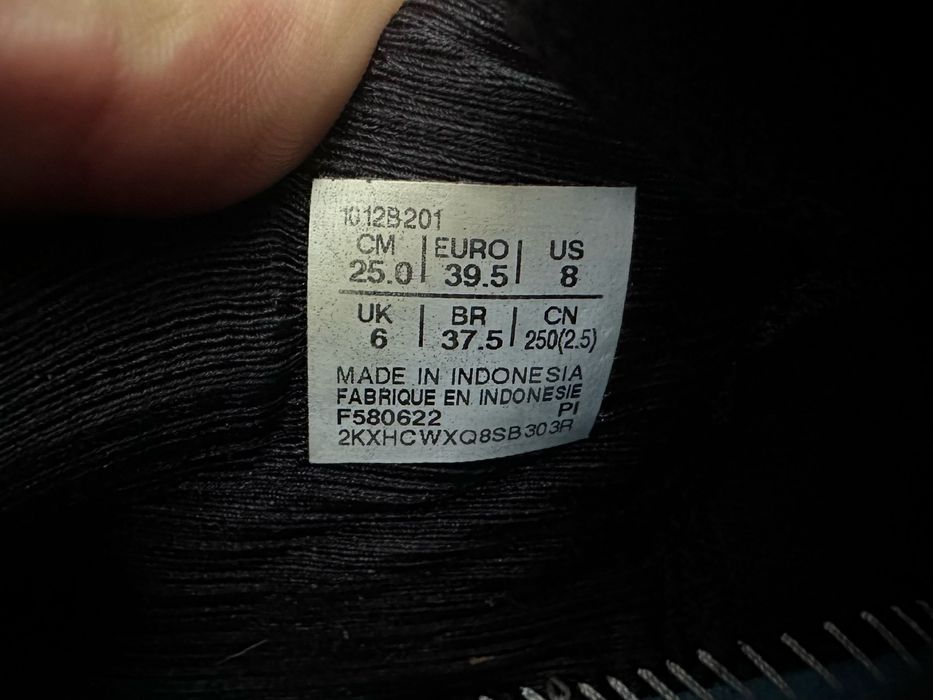 1012B201
CM | EURO | US
25.0 | 39.5 | 8
UK | BR | CN
6 | 37.5 | 250(2.5)
MADE IN INDONESIA
FABRIQUE EN INDONESIE
F580622 PI
2KXHCWXQ8SB303R